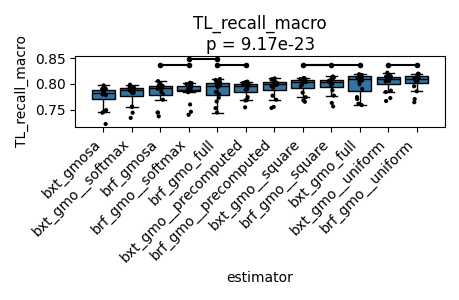 TL_recall_macro
p = 9.17e-23
TL_recall_macro
0.85
0.80
0.75
bxt_gmosa
bxt_gmo__softmax
brf_gmosa
brf_gmo__softmax
brf_gmo_full
bxt_gmo__precomputed
brf_gmo__precomputed
bxt_gmo__square
brf_gmo__square
bxt_gmo_full
bxt_gmo__uniform
brf_gmo__uniform
estimator